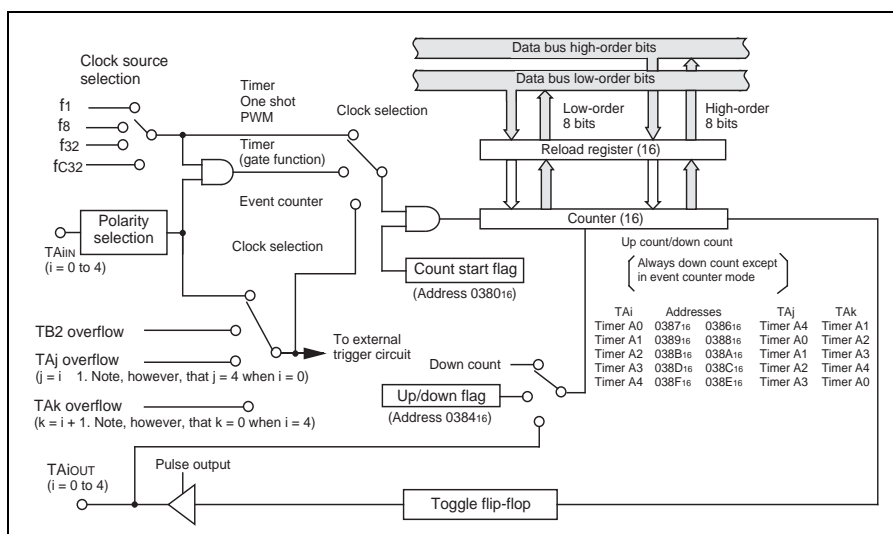 Data bus high-order bits
Clock source
selection
Data bus low-order bits
f1
f8
f32
fC32
Timer
One shot
PWM
Clock selection
Low-order
8 bits
High-order
8 bits
Timer
(gate function)
Reload register (16)
Event counter
Polarity
selection
Counter (16)
TAiIN
(i = 0 to 4)
Clock selection
Up count/down count
Count start flag
(Address 038016)
Always down count except
in event counter mode
TAi Addresses TAj TAk
Timer A0 038716 038616 Timer A4 Timer A1
Timer A1 038916 038816 Timer A0 Timer A2
Timer A2 038B16 038A16 Timer A1 Timer A3
Timer A3 038D16 038C16 Timer A2 Timer A4
Timer A4 038F16 038E16 Timer A3 Timer A0
TB2 overflow
To external
trigger circuit
TAj overflow
(j = i 1. Note, however, that j = 4 when i = 0)
Down count
Up/down flag
(Address 038416)
TAk overflow
(k = i + 1. Note, however, that k = 0 when i = 4)
TAiOUT
(i = 0 to 4)
Pulse output
Toggle flip-flop